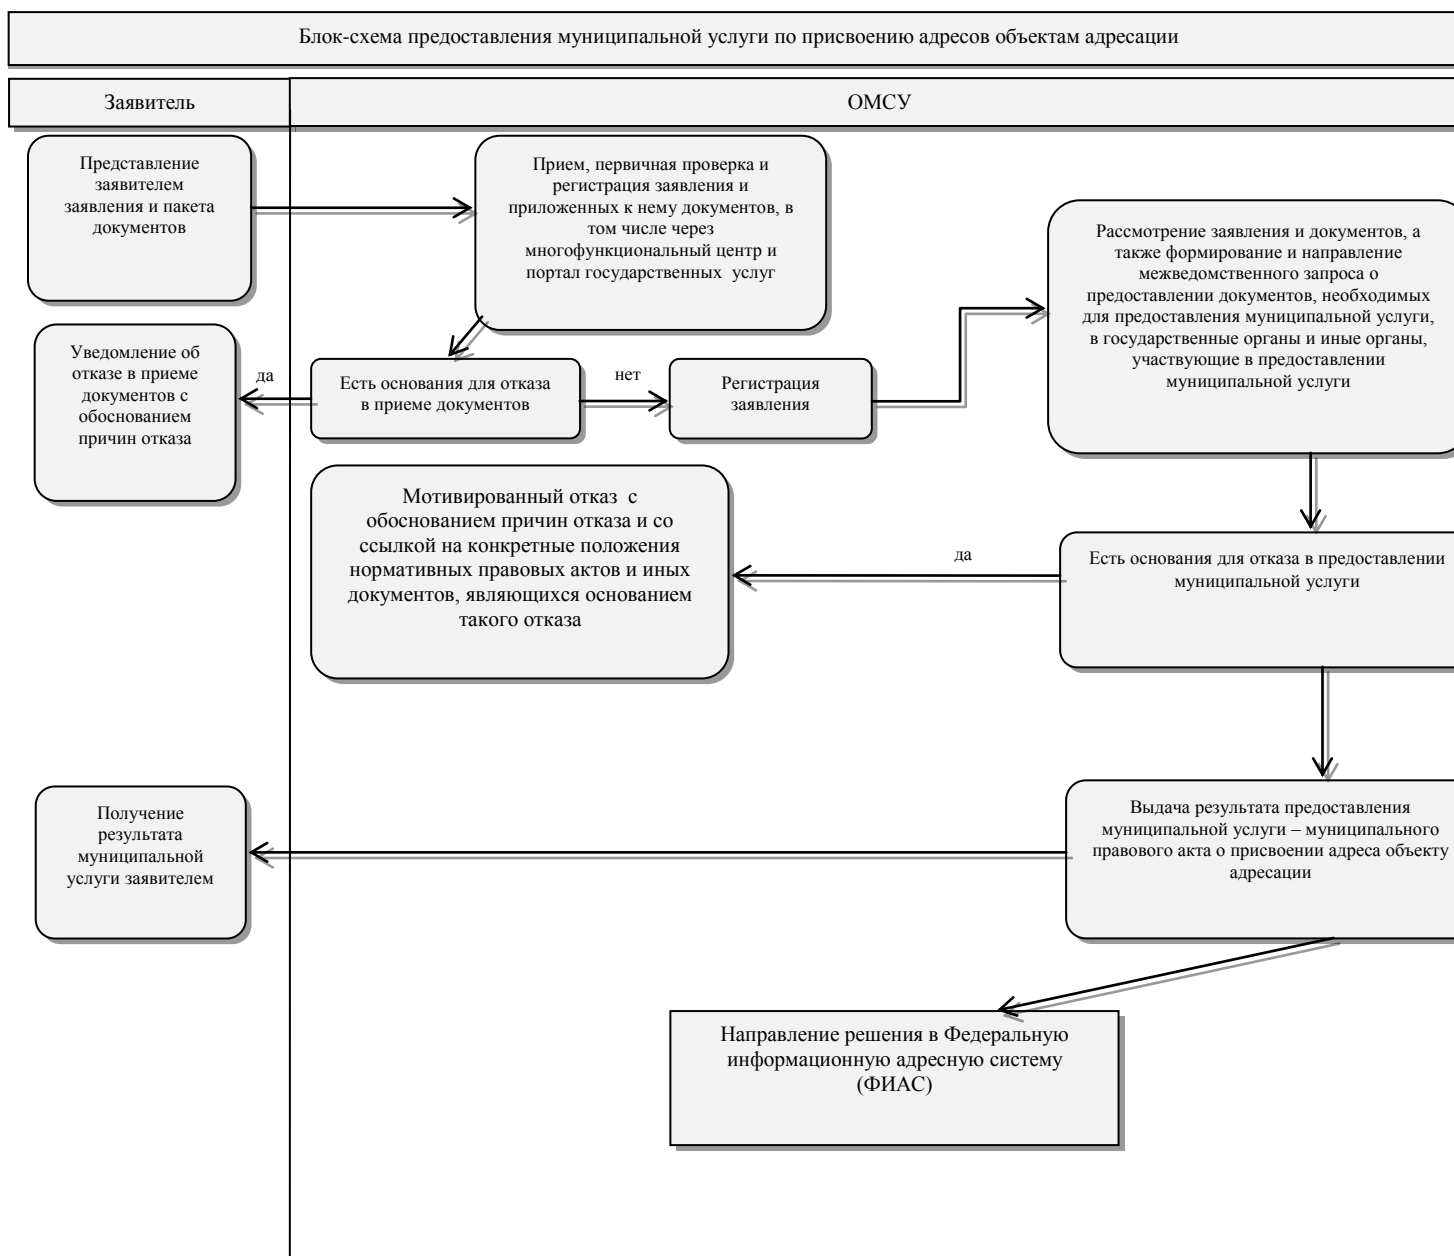 Блок-схема предоставления муниципальной услуги по присвоению адресов объектам адресации
Заявитель
ОМСУ
Представление
заявителем
заявления и пакета
документов
Прием, первичная проверка и
регистрация заявления и
приложенных к нему документов, в
том числе через
многофункциональный центр и
портал государственных услуг
Рассмотрение заявления и документов, а
также формирование и направление
межведомственного запроса о
предоставлении документов, необходимых
для предоставления муниципальной услуги,
в государственные органы и иные органы,
участвующие в предоставлении
муниципальной услуги
Уведомление об
отказе в приеме
документов с
обоснованием
причин отказа
да
Есть основания для отказа
в приеме документов
нет
Регистрация
заявления
Мотивированный отказ с
обоснованием причин отказа и со
ссылкой на конкретные положения
нормативных правовых актов и иных
документов, являющихся основанием
такого отказа
да
Есть основания для отказа в предоставлении
муниципальной услуги
Получение
результата
муниципальной
услуги заявителем
Выдача результата предоставления
муниципальной услуги – муниципального
правового акта о присвоении адреса объекту
адресации
Направление решения в Федеральную
информационную адресную систему
(ФИАС)